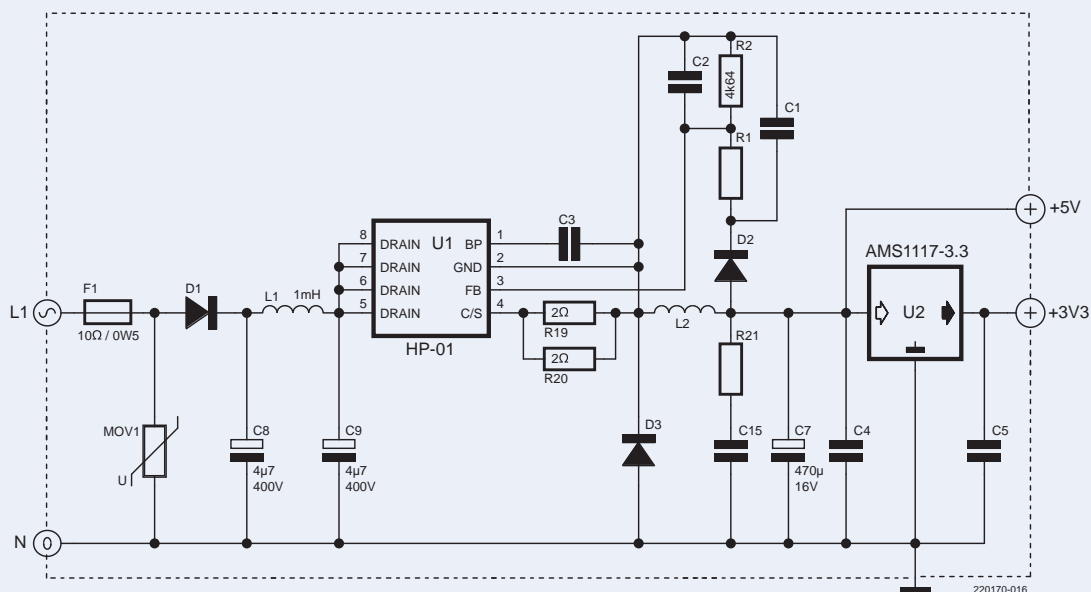 C2
R2
4k64
C1
R1
+5V
D2
AMS1117-3.3
C3
8 DRAIN U1 BP 1
7 DRAIN GND 2
6 DRAIN FB 3
5 DRAIN C/S 4
HP-01
L1
F1
10Ω / 0W5
D1
L1 1mH
2Ω
R19
2Ω
R20
L2
U2
+3V3
R21
MOV1
U
C8
4µ7
400V
C9
4µ7
400V
D3
C15
C7
470µ
16V
C4
C5
N 0
220170-016